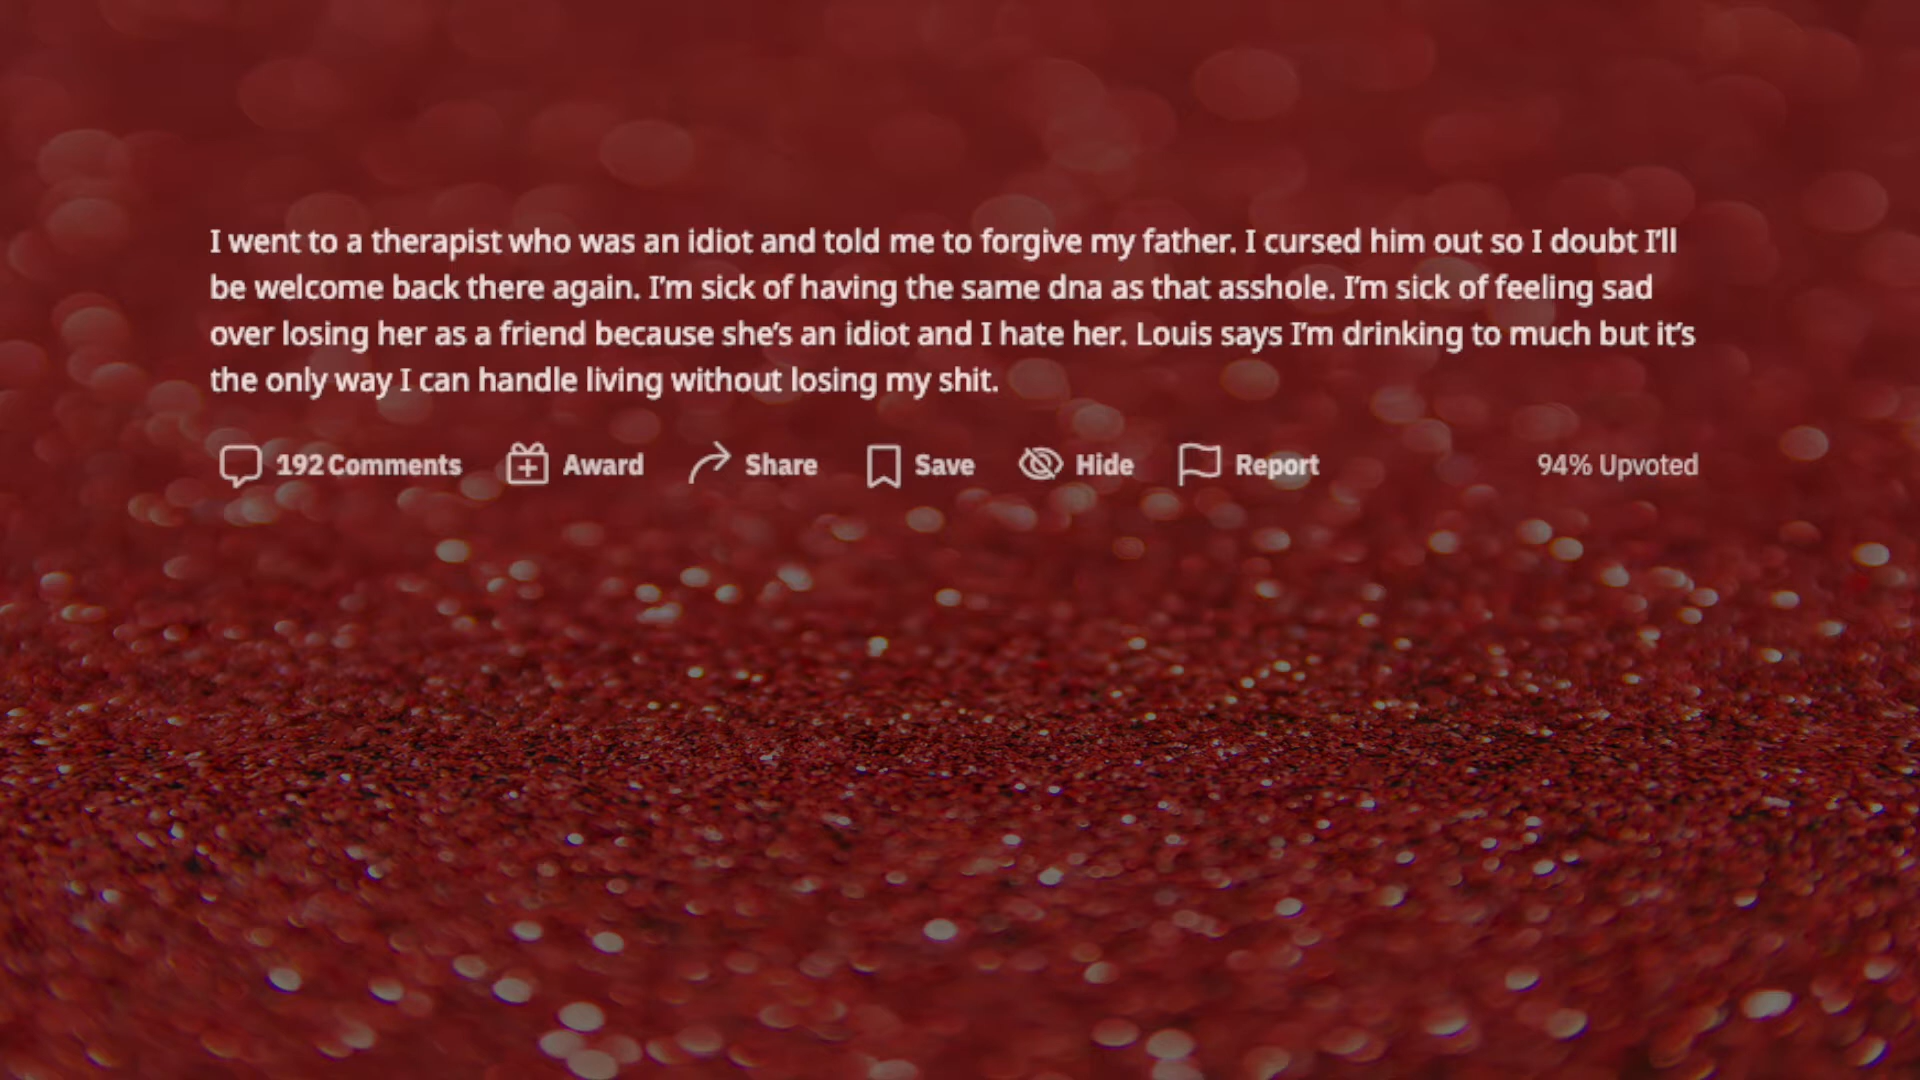 I went to a therapist who was an idiot and told me to forgive my father. I cursed him out so I doubt I'll
be welcome back there again. I'm sick of having the same dna as that asshole. I'm sick of feeling sad
over losing her as a friend because she's an idiot and I hate her. Louis says I'm drinking to much but it's
the only way I can handle living without losing my shit.
192 Comments Award Share Save Hide Report 94% Upvoted